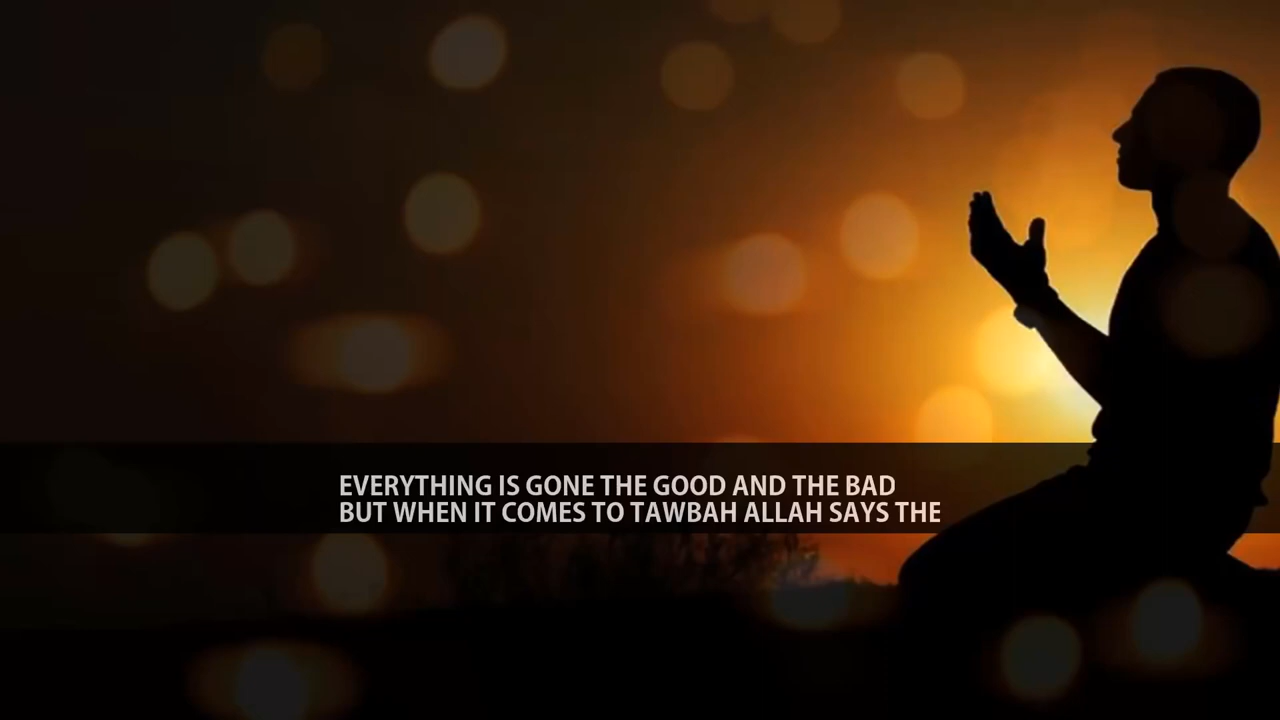 EVERYTHING IS GONE THE GOOD AND THE BAD
BUT WHEN IT COMES TO TAWBAH ALLAH SAYS THE